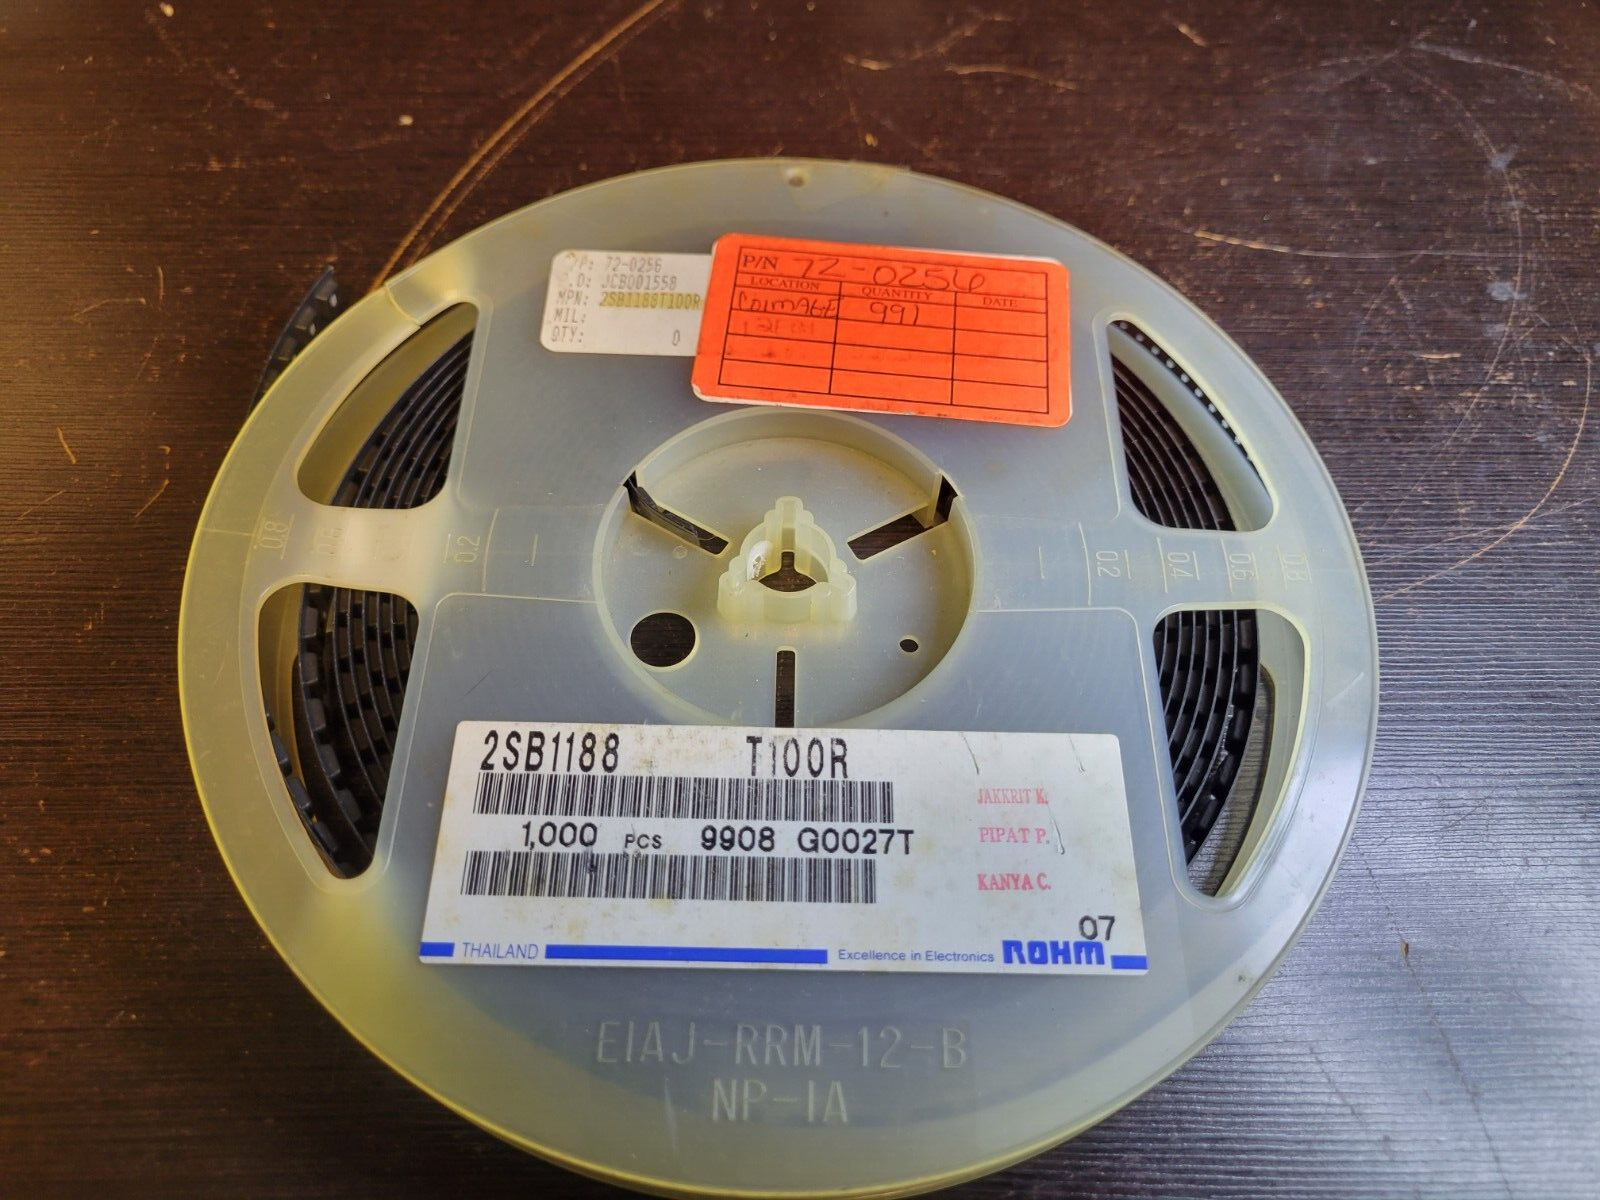 P: 72-0256
.O: JCB001558
MPN: 2SB1188T100R
MIL:
QTY: 0
P/N 72-0256
LOCATION QUANTITY DATE
991
0.8 0.6 0.2
0.2 0.4 0.6 0.8
2SB1188 T100R
1,000 PCS 9908 G0027T
JAKKRIT K.
PIPAT P.
KANYA C.
07
THAILAND Excellence in Electronics ROHM
EIAJ-RRM-12-B
NP-1A